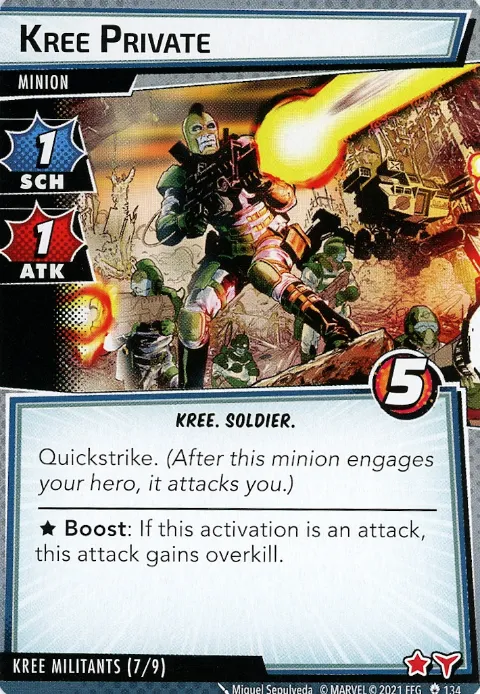 KREE PRIVATE
MINION
1
SCH
1
ATK
5
KREE. SOLDIER.
Quickstrike. (After this minion engages
your hero, it attacks you.)
★ Boost: If this activation is an attack,
this attack gains overkill.
KREE MILITANTS (7/9)
Miguel Sepulveda © MARVEL © 2021 FFG 134